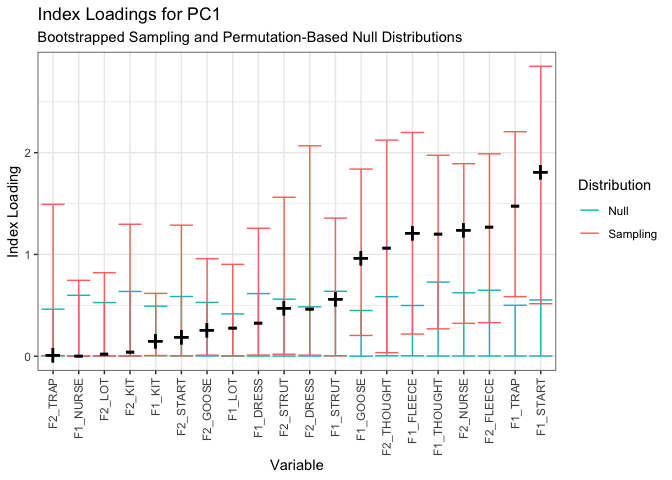 Index Loadings for PC1
Bootstrapped Sampling and Permutation-Based Null Distributions
Index Loading
2
1
0
F2_TRAP
F1_NURSE
F2_LOT
F2_KIT
F1_KIT
F2_START
F2_GOOSE
F1_LOT
F1_DRESS
F2_STRUT
F2_DRESS
F1_STRUT
F1_GOOSE
F2_THOUGHT
F1_FLEECE
F1_THOUGHT
F2_NURSE
F2_FLEECE
F1_TRAP
F1_START
Variable
Distribution
Null
Sampling